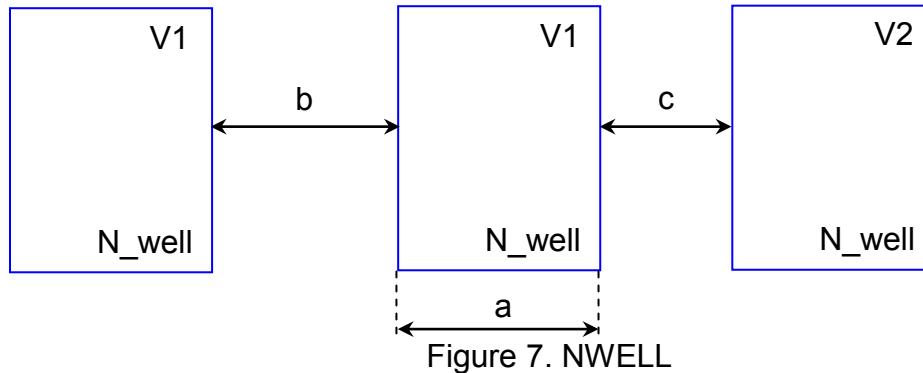 V1 V1 V2
b c
N_well N_well N_well
a
Figure 7. NWELL